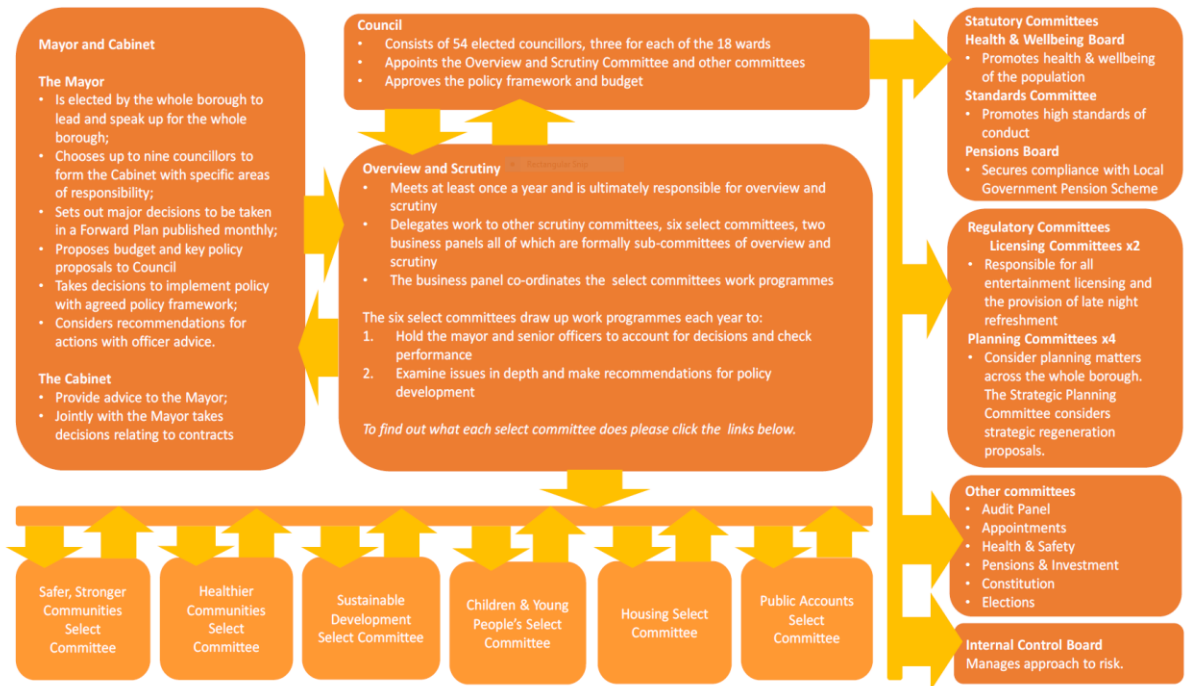 Mayor and Cabinet
The Mayor
• Is elected by the whole borough to
lead and speak up for the whole
borough;
• Chooses up to nine councillors to
form the Cabinet with specific areas
of responsibility;
• Sets out major decisions to be taken
in a Forward Plan published monthly;
• Proposes budget and key policy
proposals to Council
• Takes decisions to implement policy
with agreed policy framework;
• Considers recommendations for
actions with officer advice.
The Cabinet
• Provide advice to the Mayor;
• Jointly with the Mayor takes
decisions relating to contracts
Council
• Consists of 54 elected councillors, three for each of the 18 wards
• Appoints the Overview and Scrutiny Committee and other committees
• Approves the policy framework and budget
Rectangular Snip
Overview and Scrutiny
• Meets at least once a year and is ultimately responsible for overview and
scrutiny
• Delegates work to other scrutiny committees, six select committees, two
business panels all of which are formally sub-committees of overview and
scrutiny
• The business panel co-ordinates the select committees work programmes
The six select committees draw up work programmes each year to:
1. Hold the mayor and senior officers to account for decisions and check
performance
2. Examine issues in depth and make recommendations for policy
development
To find out what each select committee does please click the links below.
Statutory Committees
Health & Wellbeing Board
• Promotes health & wellbeing
of the population
Standards Committee
• Promotes high standards of
conduct
Pensions Board
• Secures compliance with Local
Government Pension Scheme
Regulatory Committees
Licensing Committees x2
• Responsible for all
entertainment licensing and
the provision of late night
refreshment
Planning Committees x4
• Consider planning matters
across the whole borough.
The Strategic Planning
Committee considers
strategic regeneration
proposals.
Other committees
• Audit Panel
• Appointments
• Health & Safety
• Pensions & Investment
• Constitution
• Elections
Internal Control Board
Manages approach to risk.
Safer, Stronger
Communities
Select
Committee
Healthier
Communities
Select
Committee
Sustainable
Development
Select Committee
Children & Young
People's Select
Committee
Housing Select
Committee
Public Accounts
Select
Committee